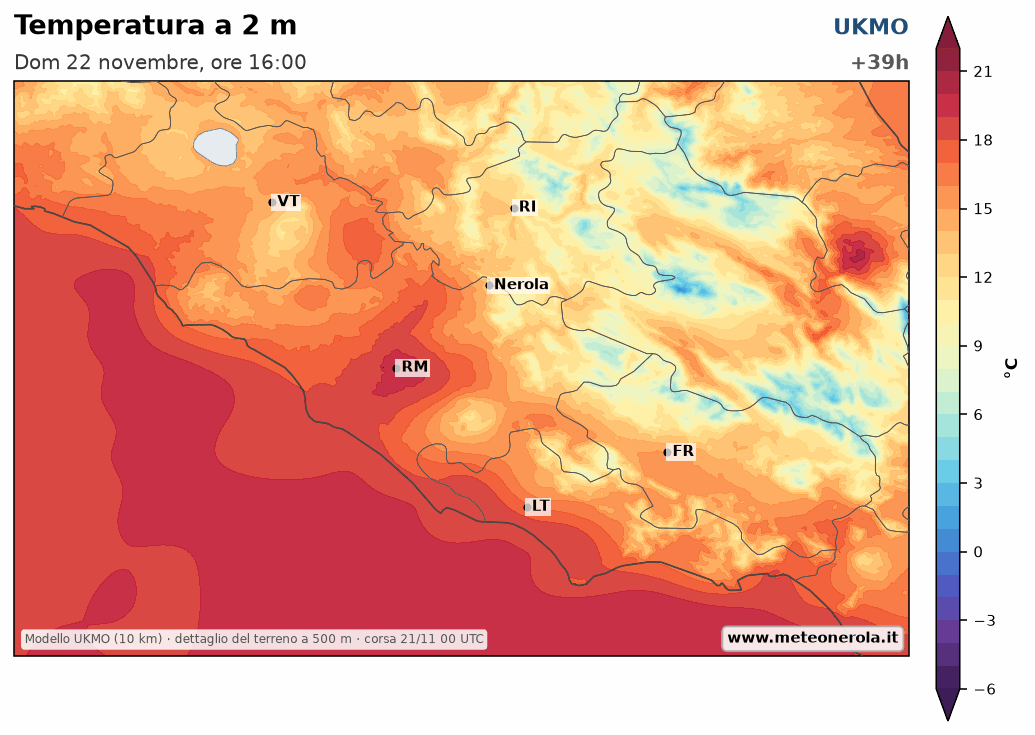 Temperatura a 2 m
UKMO
Dom 22 novembre, ore 16:00
+39h
VT
RI
Nerola
RM
FR
LT
21
18
15
12
9
6
3
0
−3
−6
°C
Modello UKMO (10 km) · dettaglio del terreno a 500 m · corsa 21/11 00 UTC
www.meteonerola.it